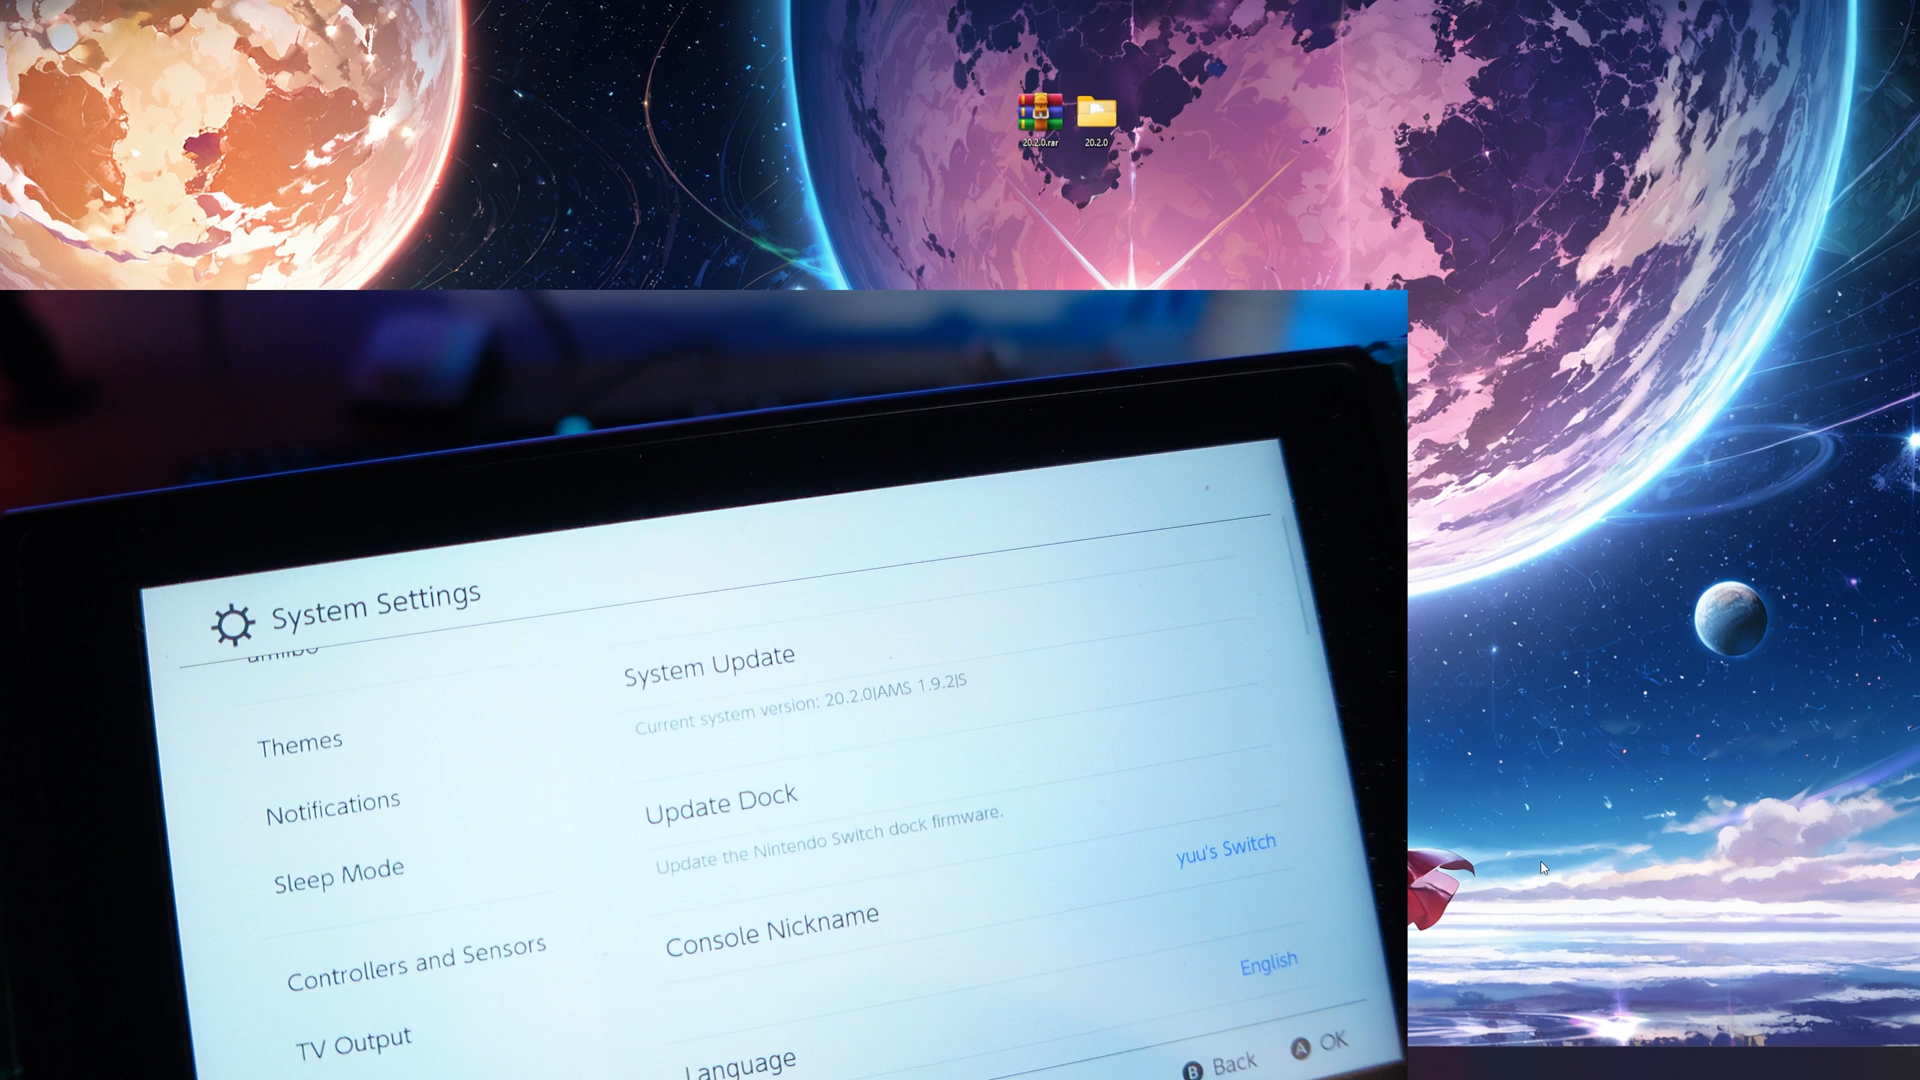 20.2.0.rar
20.2.0
System Settings
amiibo
Themes
Notifications
Sleep Mode
Controllers and Sensors
TV Output
System Update
Current system version: 20.2.0|AMS 1.9.2|S
Update Dock
Update the Nintendo Switch dock firmware.
Console Nickname
yuu's Switch
Language
English
B Back
A OK